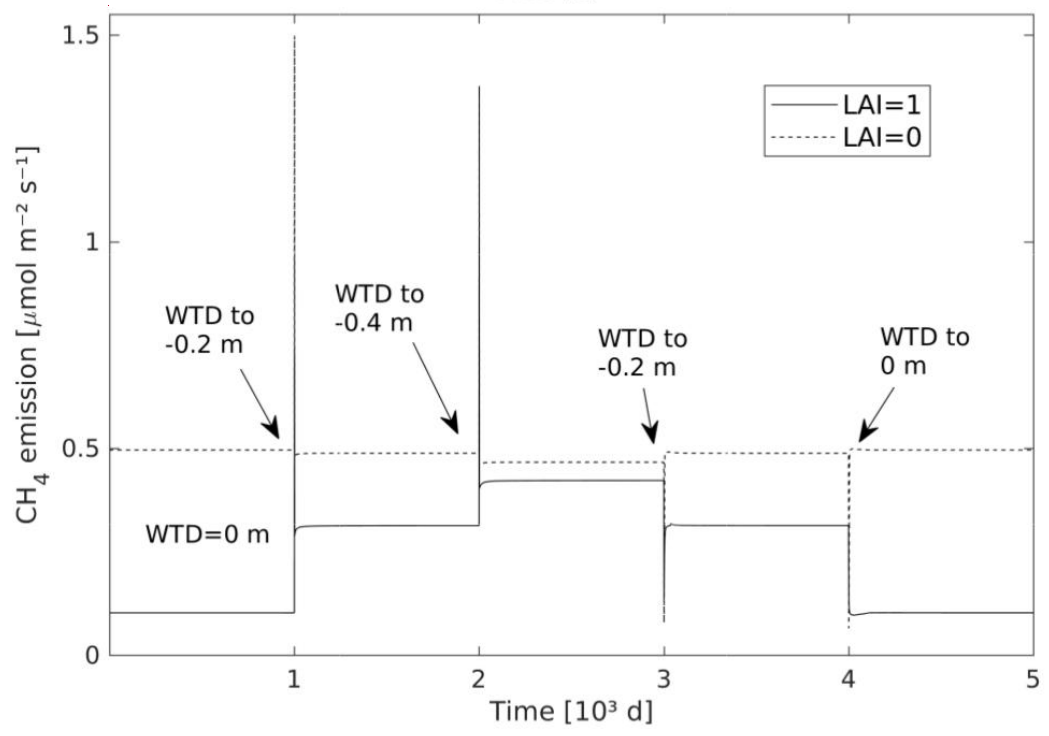 1.5
1
0.5
0
CH₄ emission [μmol m⁻² s⁻¹]
LAI=1
LAI=0
WTD to
-0.2 m
WTD to
-0.4 m
WTD to
-0.2 m
WTD to
0 m
WTD=0 m
1
2
3
4
5
Time [10³ d]